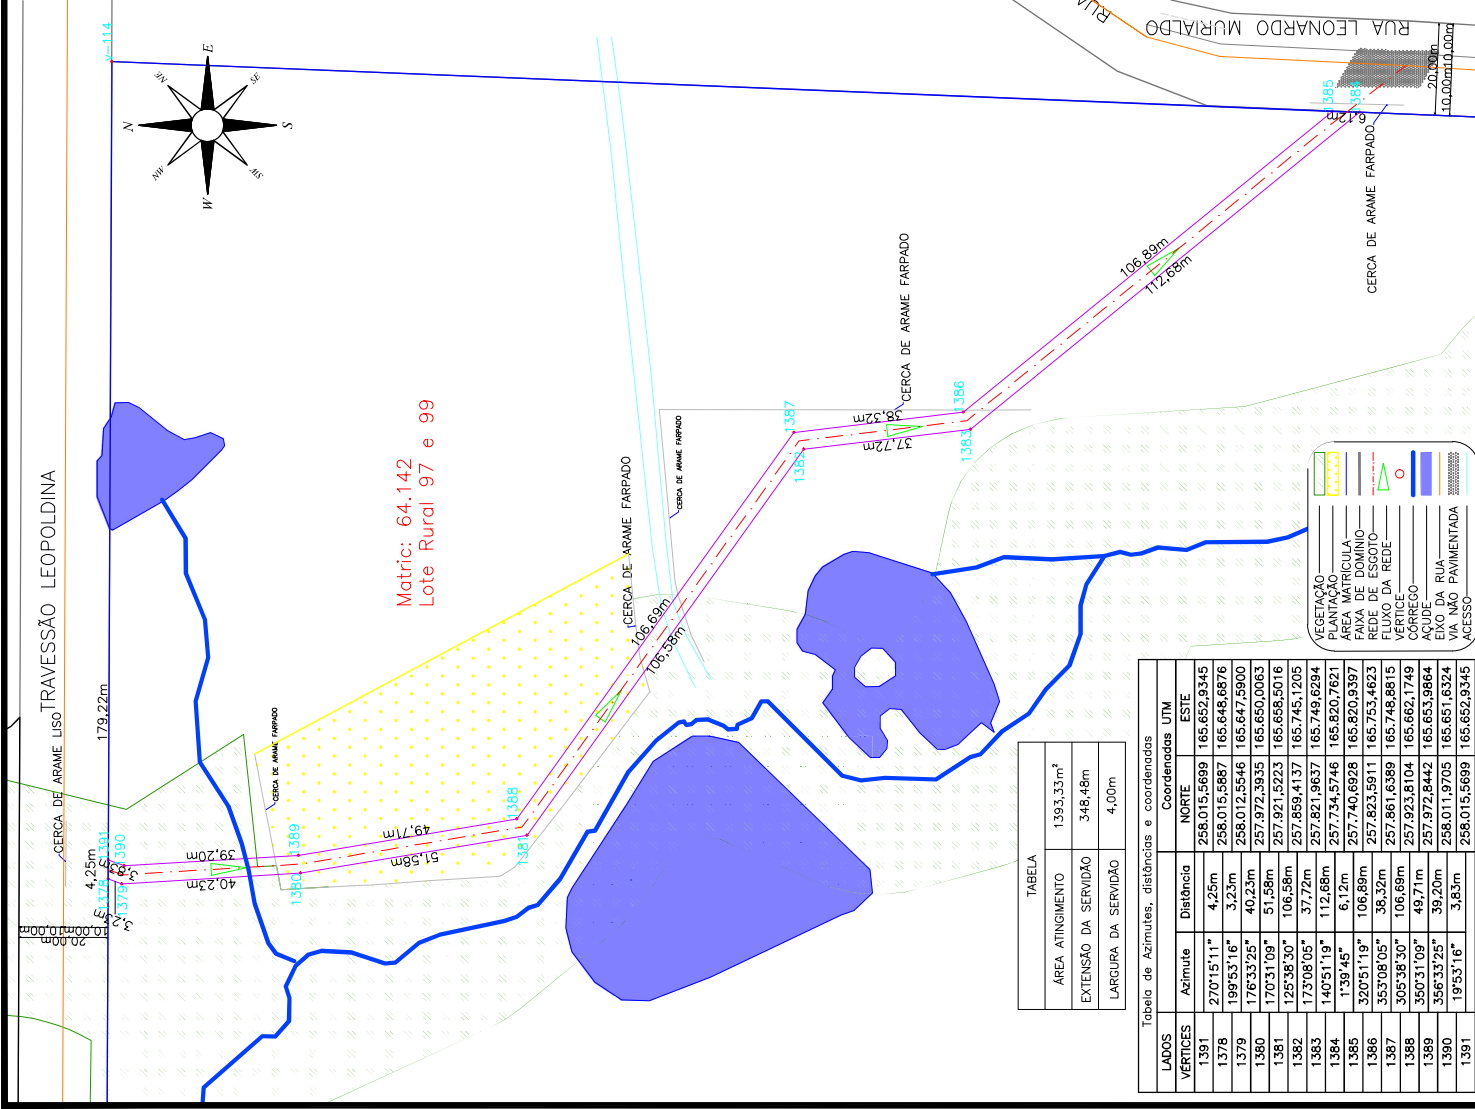 TRAVESSÃO LEOPOLDINA
CERCA DE ARAME LISO
179,22m
v-114
N
NE
E
SE
S
SW
W
NW
RUA LEONARDO MURIALDO
RUA
20,00m
10,00m
10,00m
1385
1384
6,12m
CERCA DE ARAME FARPADO
106,89m
112,68m
CERCA DE ARAME FARPADO
1386
1383
38,32m
37,72m
1387
1382
CERCA DE ARAME FARPADO
CERCA DE ARAME FARPADO
Matric: 64.142
Lote Rural 97 e 99
106,69m
106,58m
1388
1381
49,71m
51,58m
CERCA DE ARAME FARPADO
1389
1380
39,20m
40,23m
1391
1390
1378
1379
4,25m
3,83m
3,23m
20,00m
10,00m
10,00m
TABELA
ÁREA ATINGIMENTO 1393,33m²
EXTENSÃO DA SERVIDÃO 348,48m
LARGURA DA SERVIDÃO 4,00m
VEGETAÇÃO
PLANTAÇÃO
ÁREA MATRÍCULA
FAIXA DE DOMÍNIO
REDE DE ESGOTO
FLUXO DA REDE
VÉRTICE
CORREGO
AÇUDE
EIXO DA RUA
VIA NÃO PAVIMENTADA
ACESSO
Tabela de Azimutes, distâncias e coordenadas
LADOS Coordenadas UTM
VÉRTICES Azimute Distância NORTE ESTE
1391 270°15'11" 4,25m 258.015,5699 165.652,9345
1378 199°53'16" 3,23m 258.015,5887 165.648,6876
1379 176°33'25" 40,23m 258.012,5546 165.647,5900
1380 170°31'09" 51,58m 257.972,3935 165.650,0063
1381 125°38'30" 106,58m 257.921,5223 165.658,5016
1382 173°08'05" 37,72m 257.859,4137 165.745,1205
1383 140°51'19" 112,68m 257.821,9637 165.749,6294
1384 1°39'45" 6,12m 257.734,5746 165.820,7621
1385 320°51'19" 106,89m 257.740,6928 165.820,9397
1386 353°08'05" 38,32m 257.823,5911 165.753,4623
1387 305°38'30" 106,69m 257.861,6389 165.748,8815
1388 350°31'09" 49,71m 257.923,8104 165.662,1749
1389 356°33'25" 39,20m 257.972,8442 165.653,9864
1390 19°53'16" 3,83m 258.011,9705 165.651,6324
1391 258.015,5699 165.652,9345